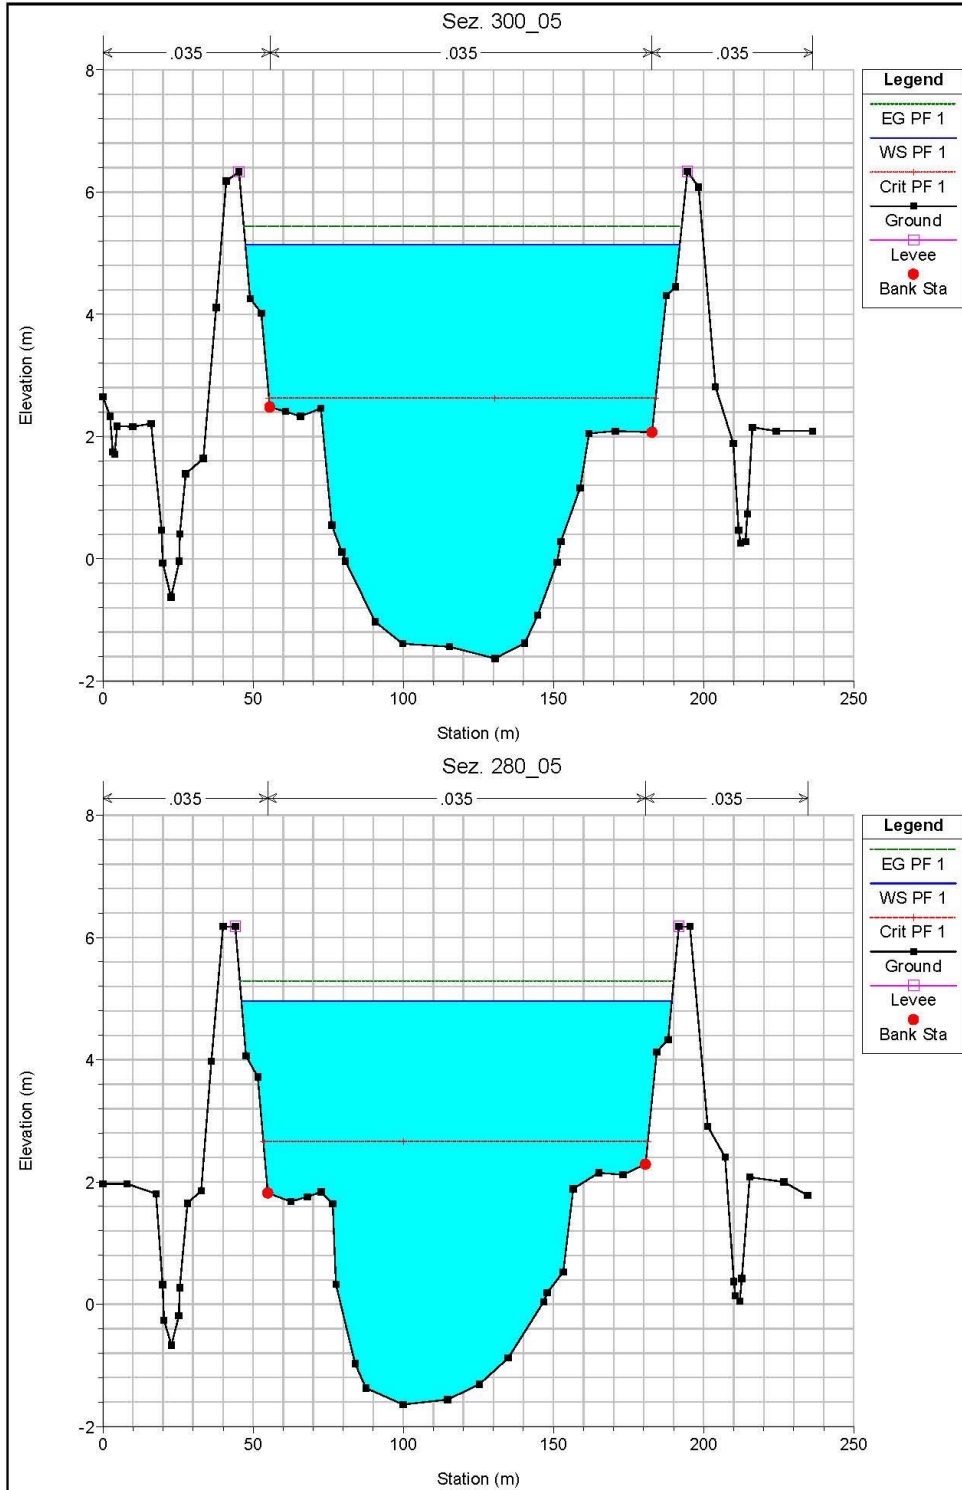 Sez. 300_05
.035 .035 .035
8
6
4
2
0
-2
Elevation (m)
0 50 100 150 200 250
Station (m)
Legend
EG PF 1
WS PF 1
Crit PF 1
Ground
Levee
Bank Sta
Sez. 280_05
.035 .035 .035
8
6
4
2
0
-2
Elevation (m)
0 50 100 150 200 250
Station (m)
Legend
EG PF 1
WS PF 1
Crit PF 1
Ground
Levee
Bank Sta